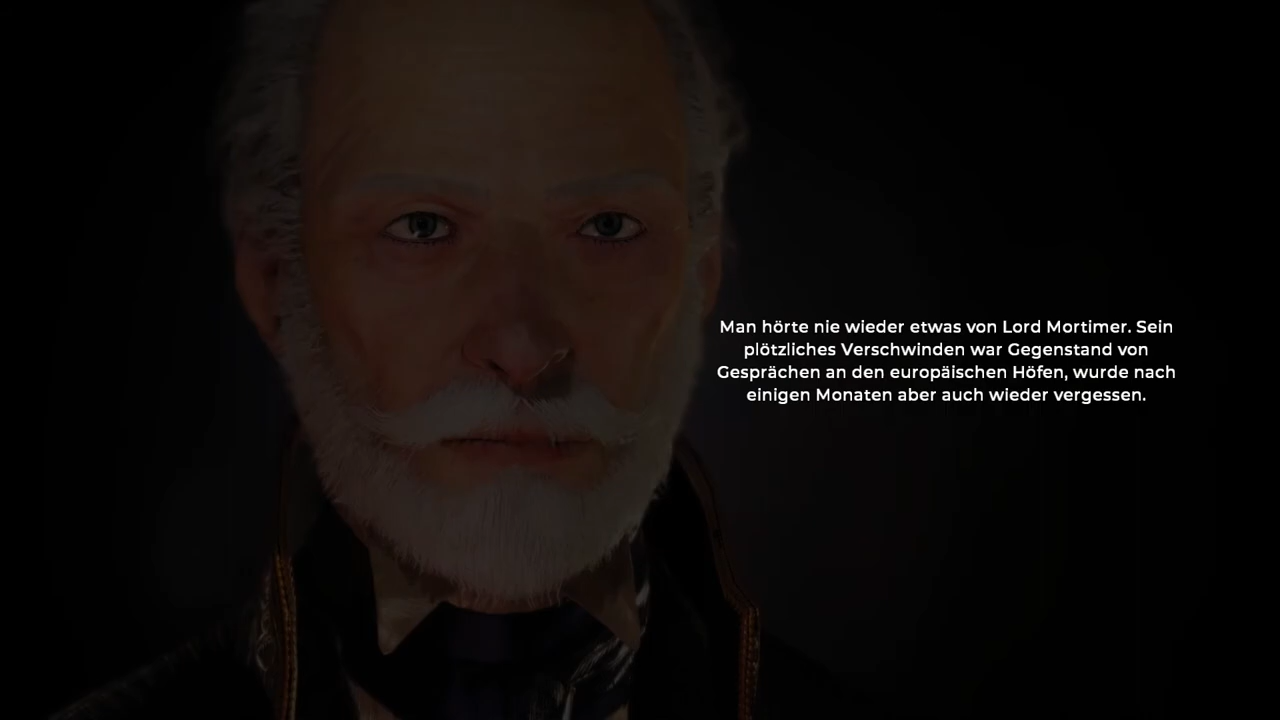 Man hörte nie wieder etwas von Lord Mortimer. Sein
plötzliches Verschwinden war Gegenstand von
Gesprächen an den europäischen Höfen, wurde nach
einigen Monaten aber auch wieder vergessen.